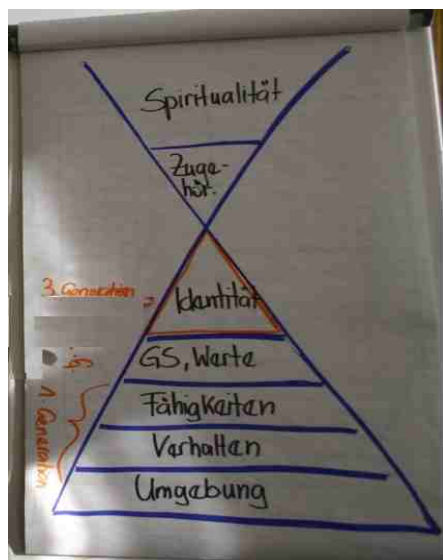 Spiritualität
Zuge-
hör.
3. Generation =
Identität
GS, Werte
Fähigkeiten
Verhalten
Umgebung
1. Generation